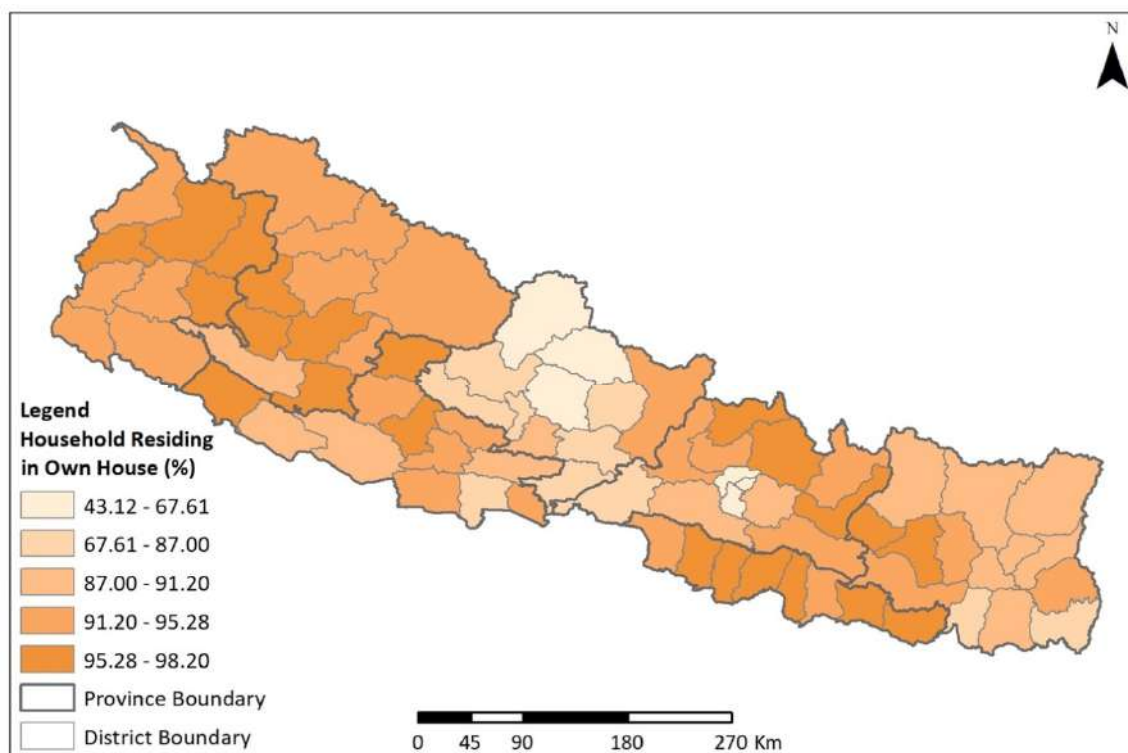 N
Legend
Household Residing
in Own House (%)
43.12 - 67.61
67.61 - 87.00
87.00 - 91.20
91.20 - 95.28
95.28 - 98.20
Province Boundary
District Boundary
0 45 90 180 270 Km